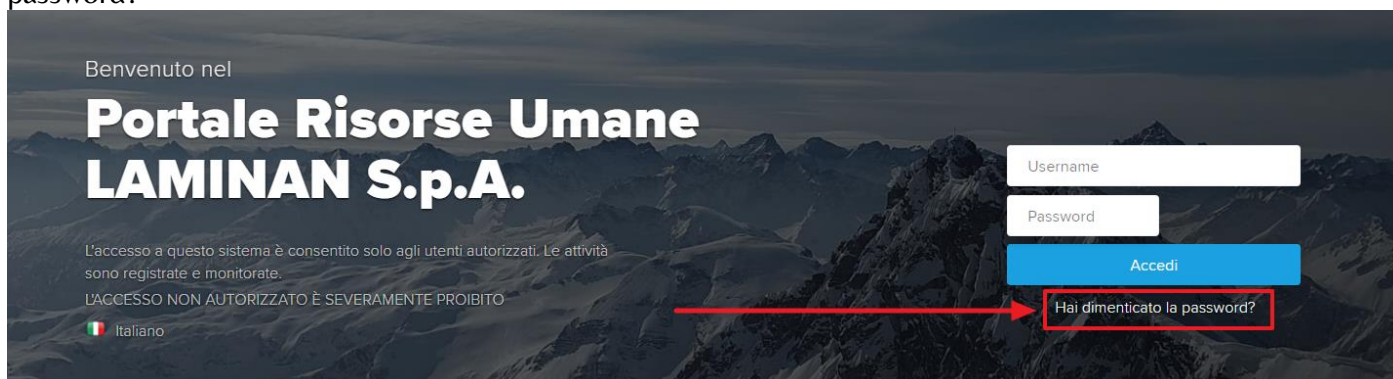 password?
Benvenuto nel
Portale Risorse Umane
LAMINAN S.p.A.
L'accesso a questo sistema è consentito solo agli utenti autorizzati. Le attività
sono registrate e monitorate.
L'ACCESSO NON AUTORIZZATO È SEVERAMENTE PROIBITO
Italiano
Username
Password
Accedi
Hai dimenticato la password?